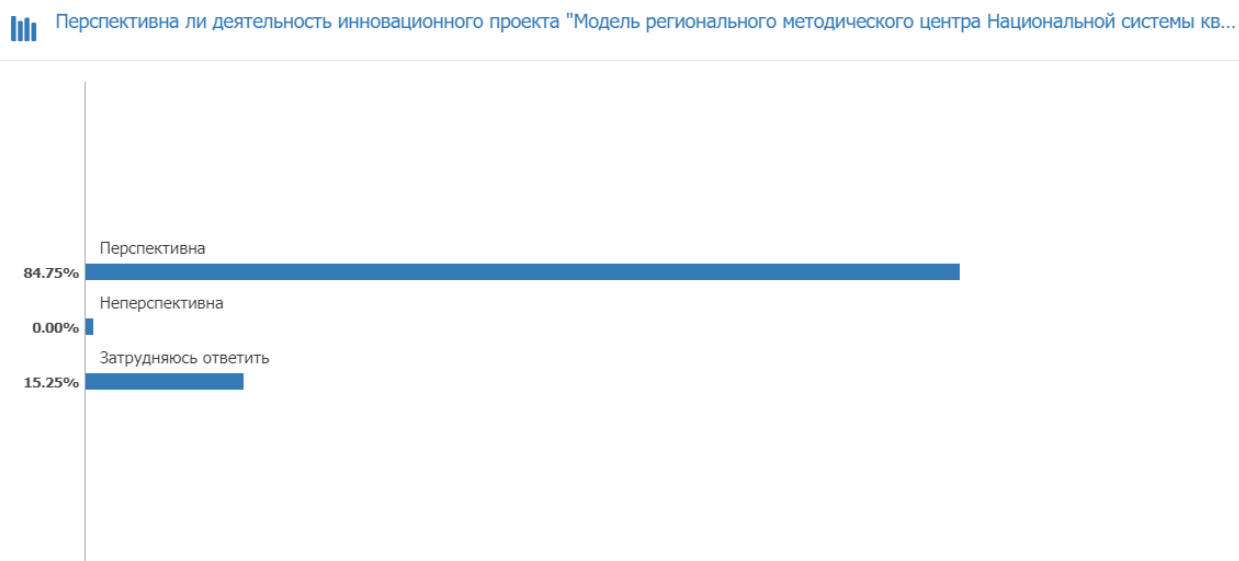 Перспективна ли деятельность инновационного проекта "Модель регионального методического центра Национальной системы кв...
Перспективна
84.75%
Неперспективна
0.00%
Затрудняюсь ответить
15.25%